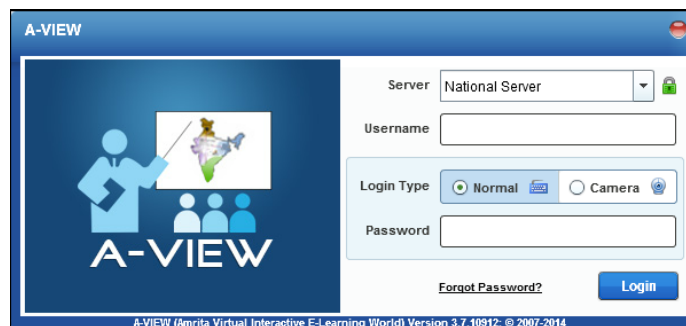 A-VIEW
Server National Server
Username
Login Type Normal Camera
Password
A-VIEW
Forgot Password? Login
A-VIEW (Amrita Virtual Interactive E-Learning World) Version 3.7 10912: © 2007-2014